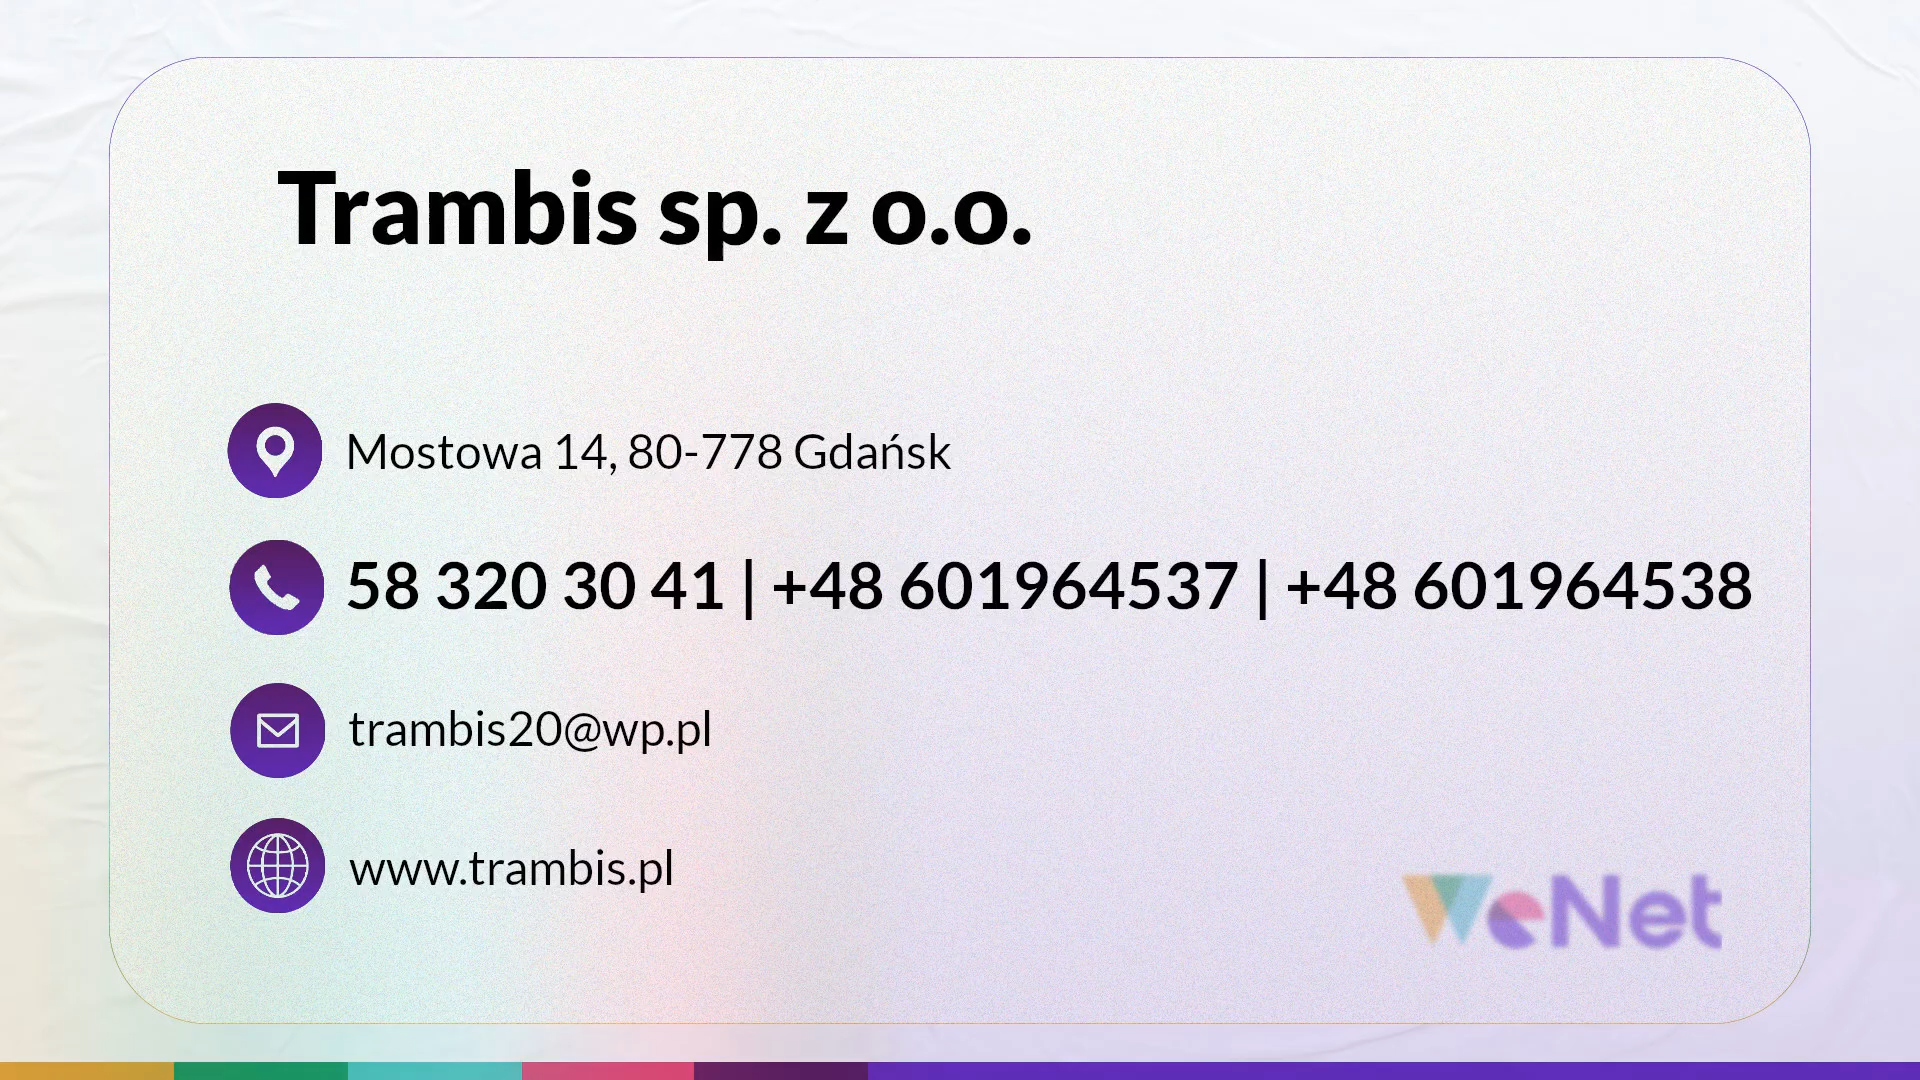 Trambis sp. z o.o.
Mostowa 14, 80-778 Gdańsk
58 320 30 41 | +48 601964537 | +48 601964538
trambis20@wp.pl
www.trambis.pl
WeNet